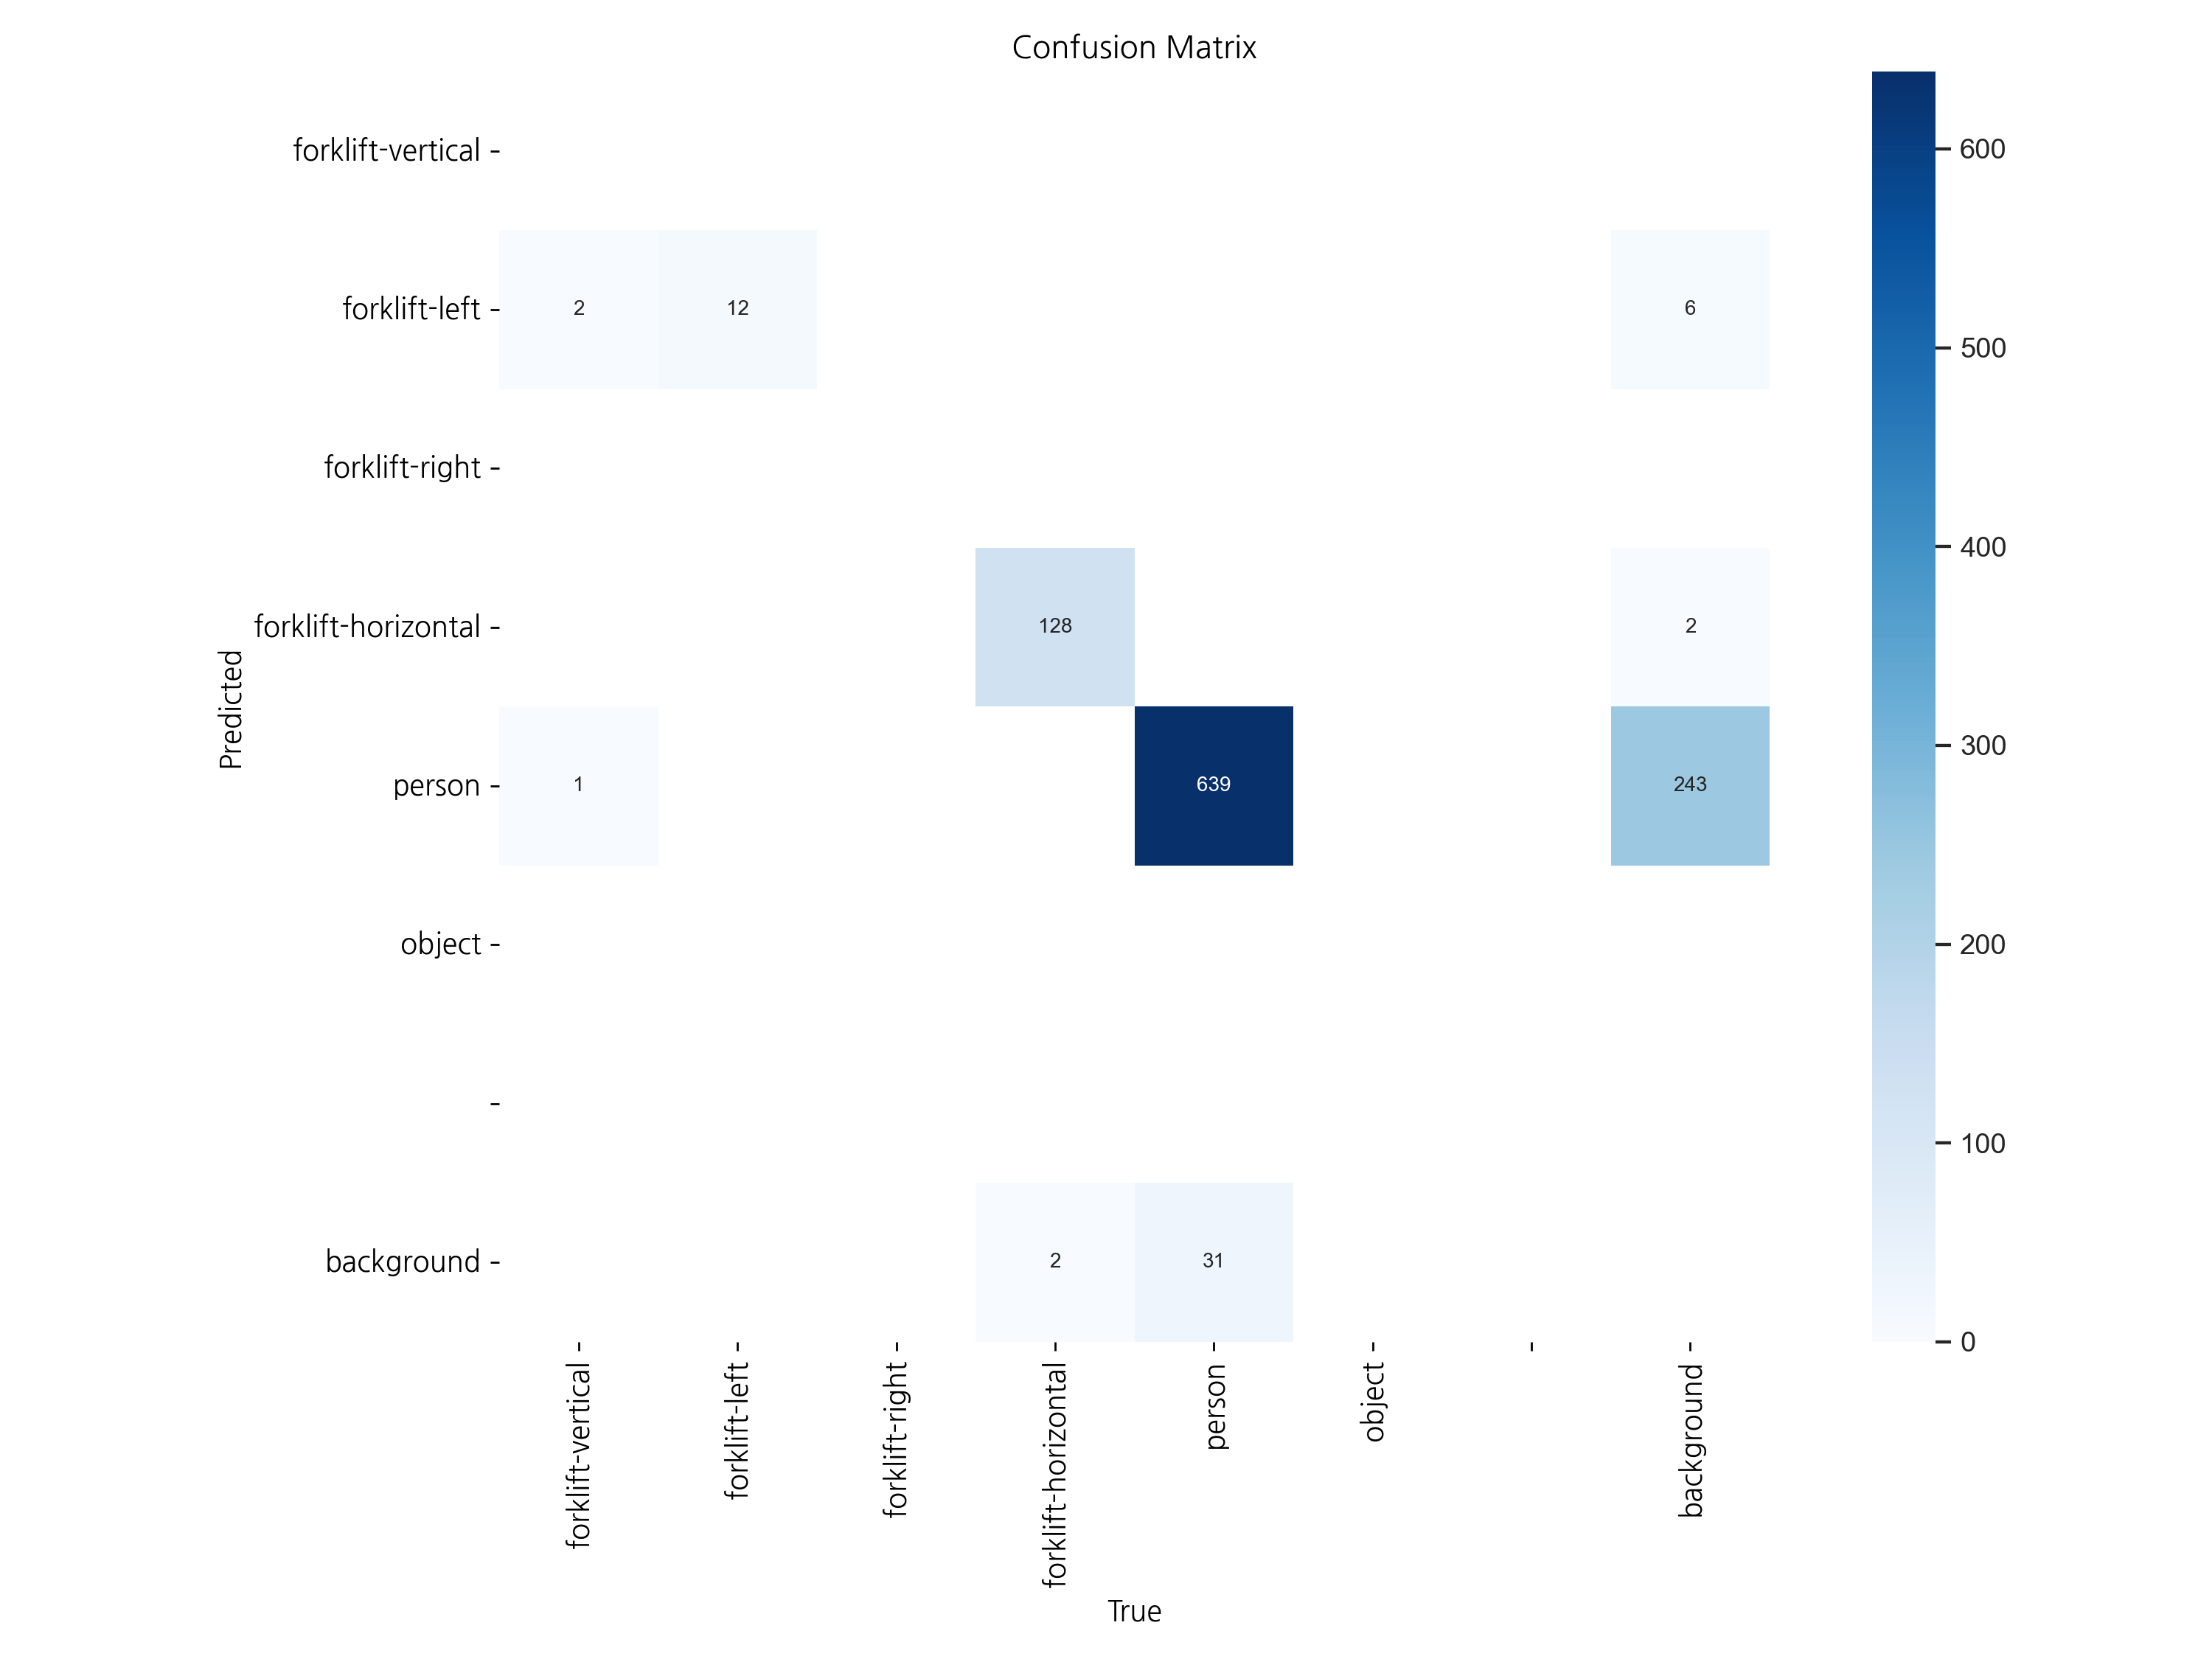 Confusion Matrix
forklift-vertical
forklift-left
2 12 6
forklift-right
forklift-horizontal
128 2
person
1 639 243
object
background
2 31
Predicted
forklift-vertical
forklift-left
forklift-right
forklift-horizontal
person
object
background
True
600
500
400
300
200
100
0